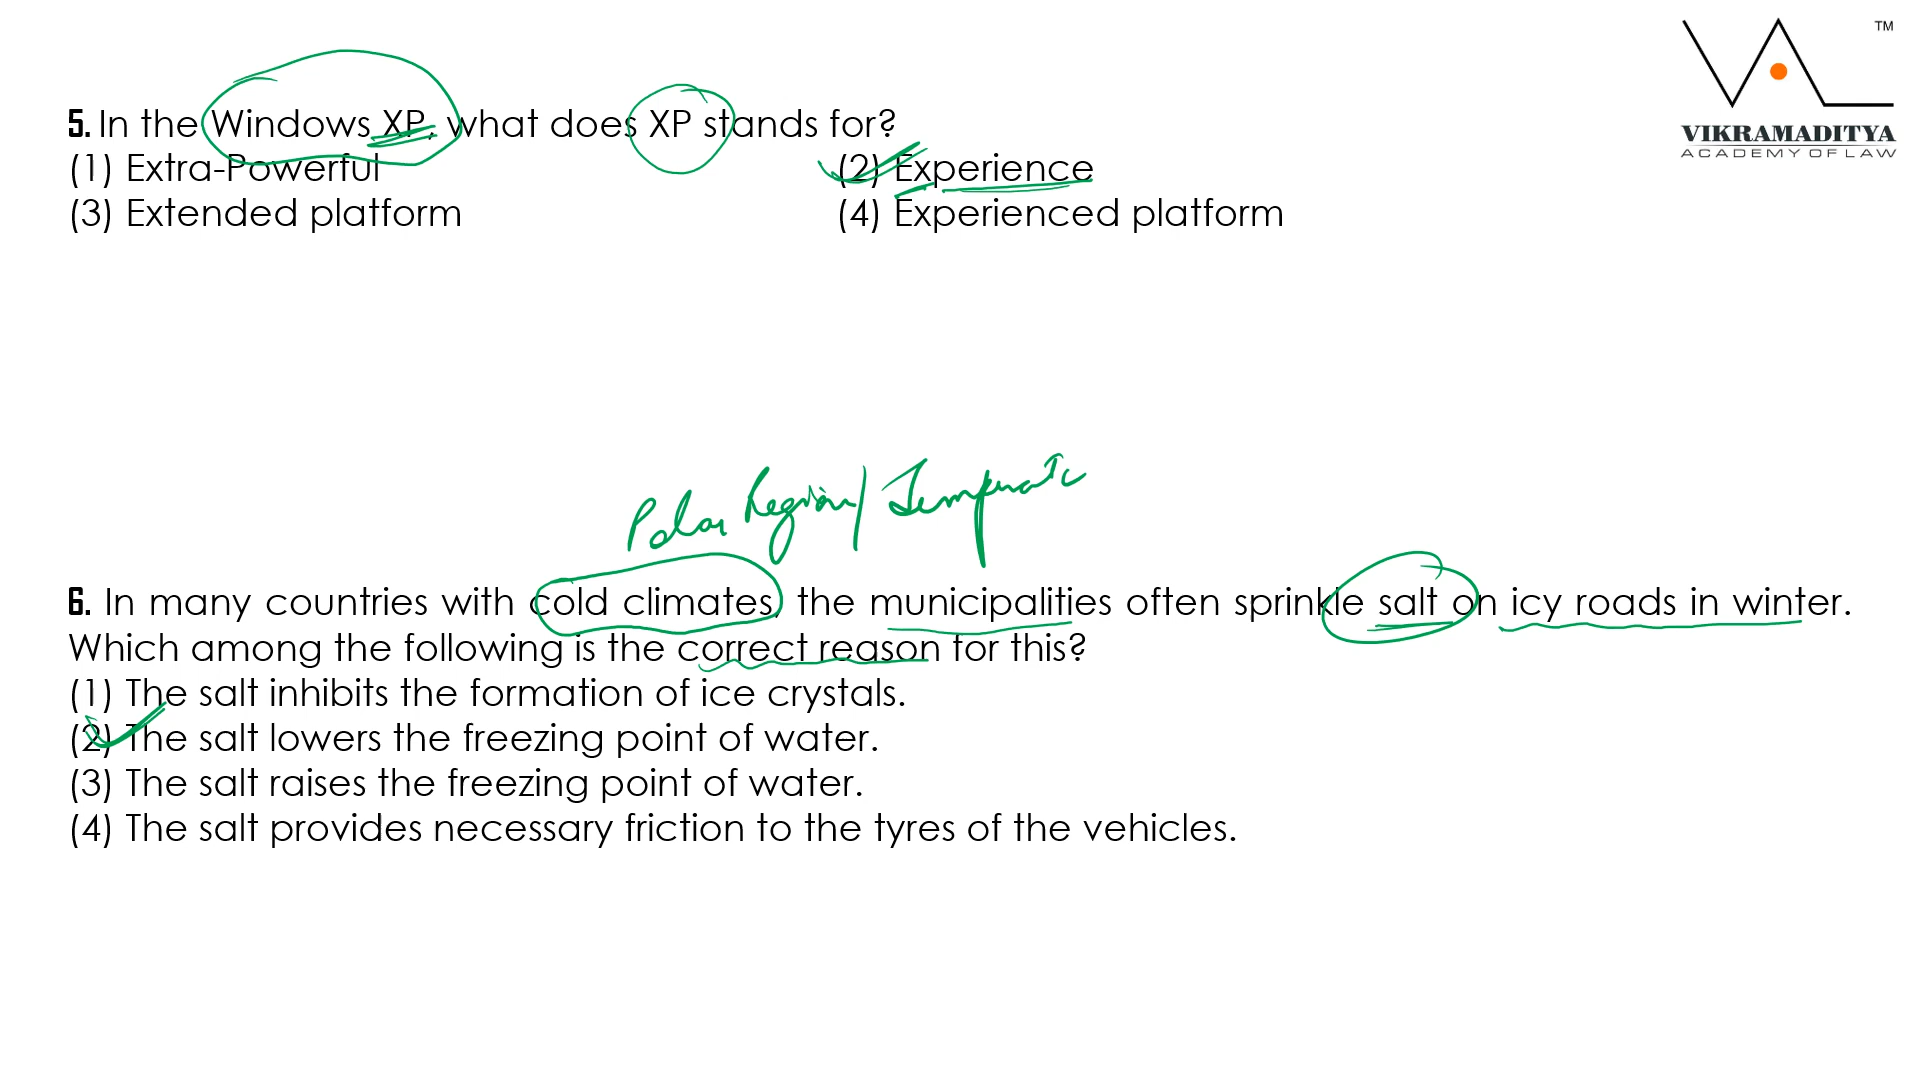 TM
VIKRAMADITYA
ACADEMY OF LAW
5. In the Windows XP, what does XP stands for?
(1) Extra-Powerful (2) Experience
(3) Extended platform (4) Experienced platform
Polar Region/ Temperate
6. In many countries with cold climates, the municipalities often sprinkle salt on icy roads in winter.
Which among the following is the correct reason for this?
(1) The salt inhibits the formation of ice crystals.
(2) The salt lowers the freezing point of water.
(3) The salt raises the freezing point of water.
(4) The salt provides necessary friction to the tyres of the vehicles.